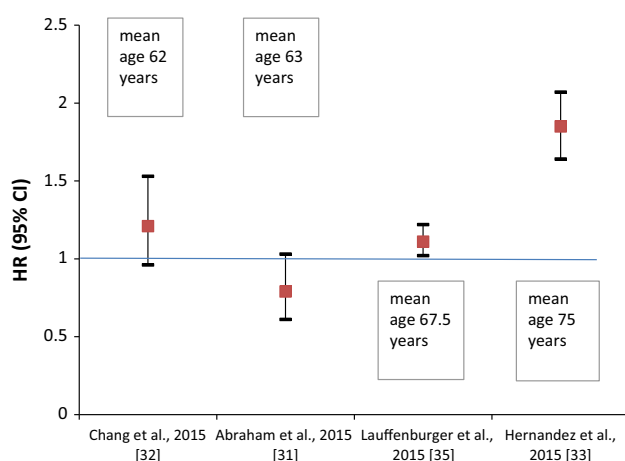 2.5
2
1.5
1
0.5
0
HR (95% CI)
mean
age 62
years
mean
age 63
years
mean
age 67.5
years
mean
age 75
years
Chang et al., 2015
[32]
Abraham et al., 2015
[31]
Lauffenburger et al.,
2015 [35]
Hernandez et al.,
2015 [33]